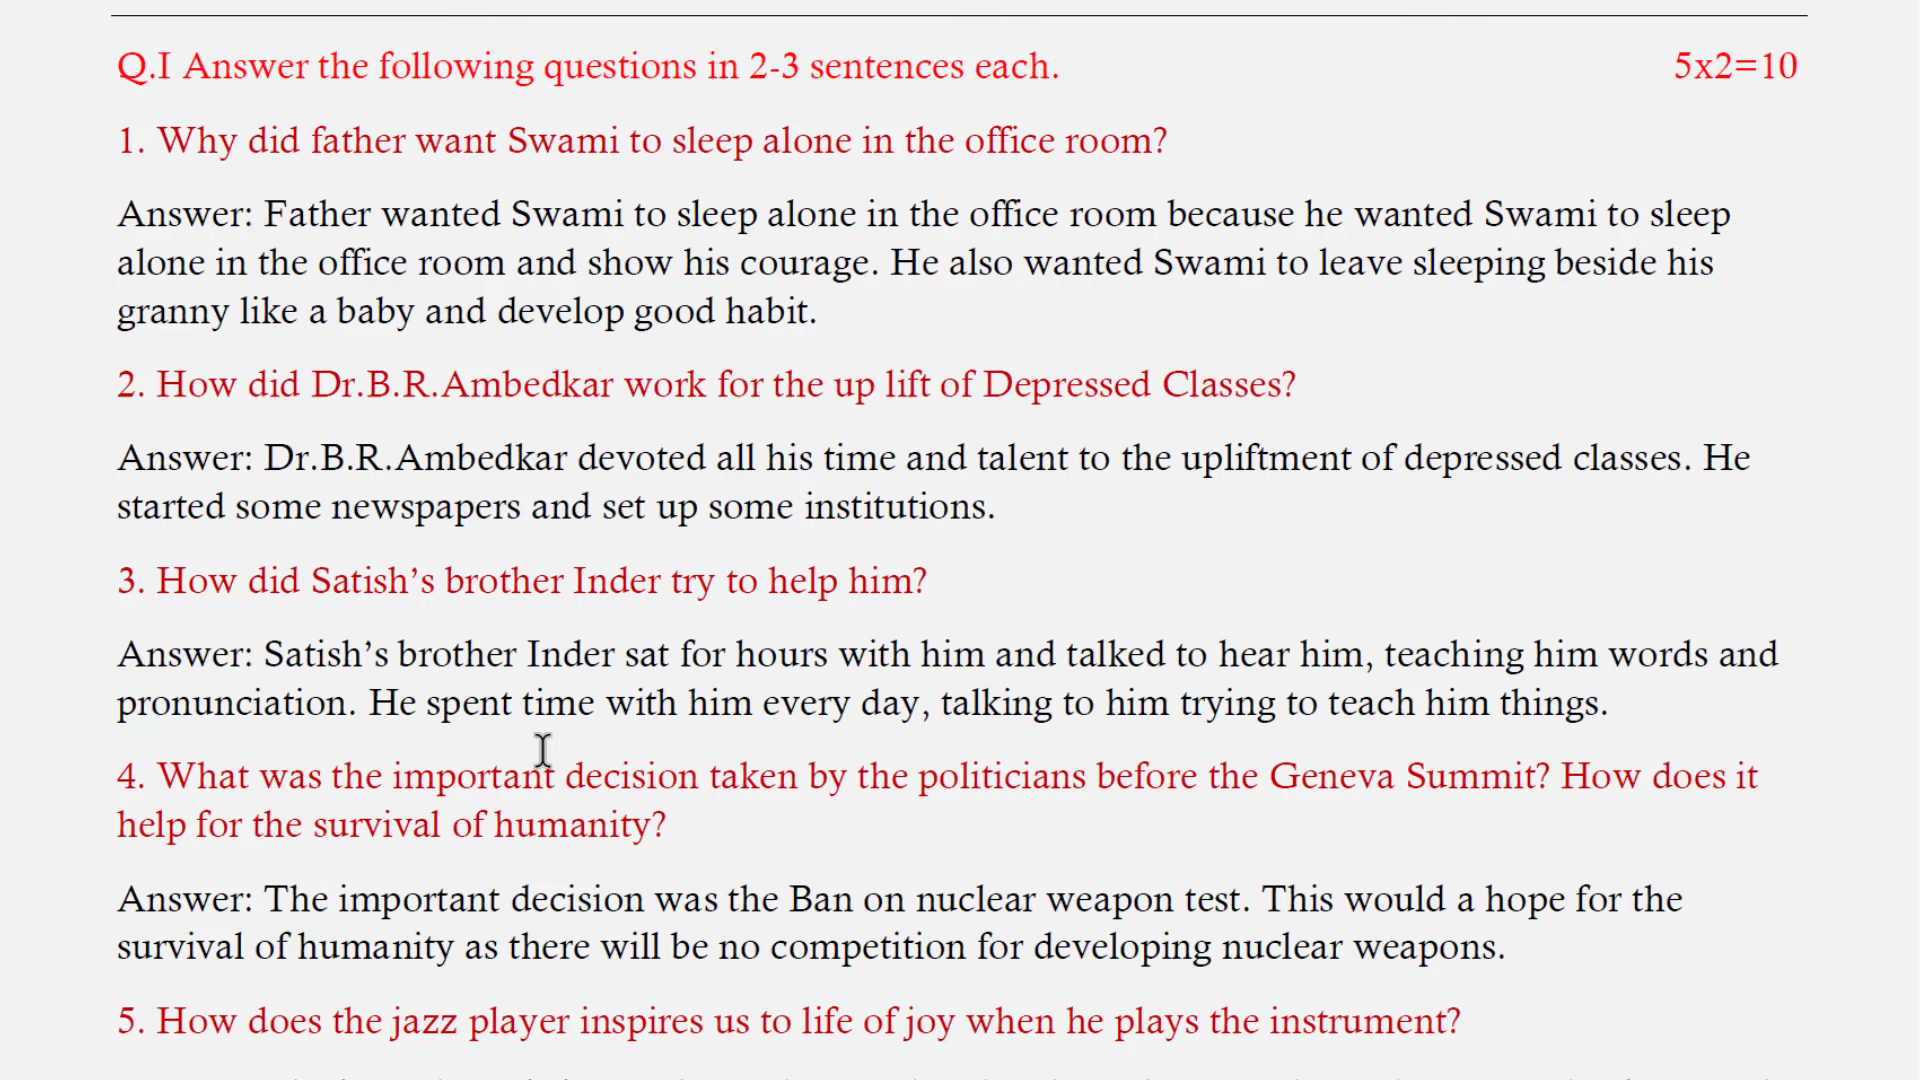 Q.I Answer the following questions in 2-3 sentences each. 5x2=10
1. Why did father want Swami to sleep alone in the office room?
Answer: Father wanted Swami to sleep alone in the office room because he wanted Swami to sleep
alone in the office room and show his courage. He also wanted Swami to leave sleeping beside his
granny like a baby and develop good habit.
2. How did Dr.B.R.Ambedkar work for the up lift of Depressed Classes?
Answer: Dr.B.R.Ambedkar devoted all his time and talent to the upliftment of depressed classes. He
started some newspapers and set up some institutions.
3. How did Satish’s brother Inder try to help him?
Answer: Satish’s brother Inder sat for hours with him and talked to hear him, teaching him words and
pronunciation. He spent time with him every day, talking to him trying to teach him things.
4. What was the important decision taken by the politicians before the Geneva Summit? How does it
help for the survival of humanity?
Answer: The important decision was the Ban on nuclear weapon test. This would a hope for the
survival of humanity as there will be no competition for developing nuclear weapons.
5. How does the jazz player inspires us to life of joy when he plays the instrument?